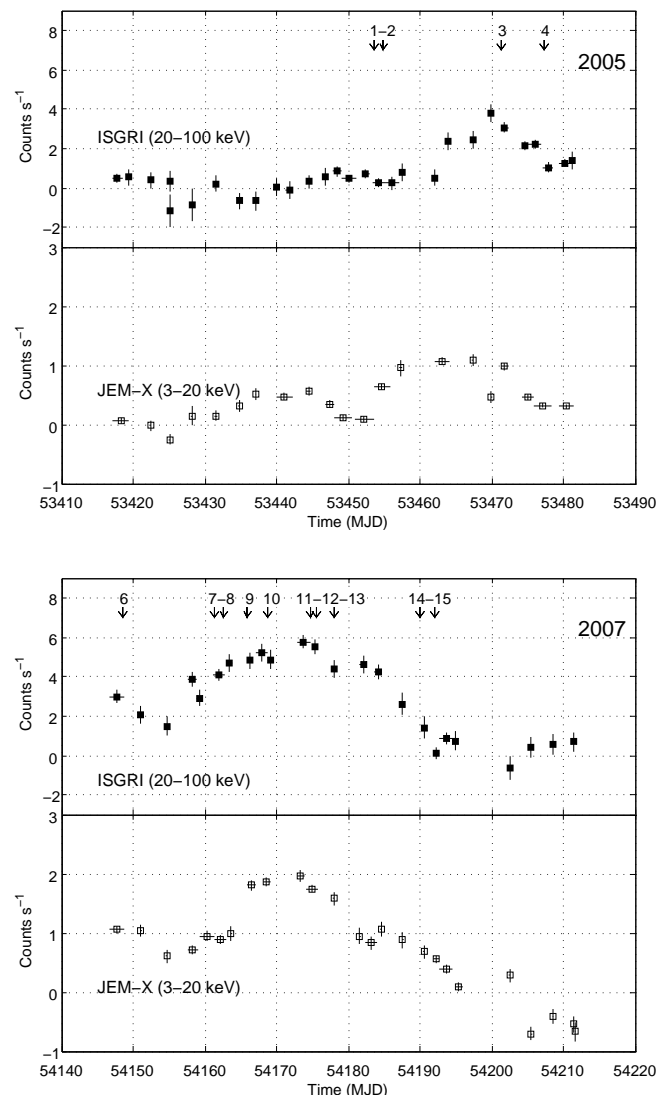 1−2 3 4
8
2005
6
Counts s−1
4
ISGRI (20−100 keV)
2
0
−2
3
2
Counts s−1
1
JEM−X (3−20 keV)
0
−1
53410 53420 53430 53440 53450 53460 53470 53480 53490
Time (MJD)
6 7−8 9 10 11−12−13 14−15
8
2007
6
Counts s−1
4
2
0
ISGRI (20−100 keV)
−2
3
2
Counts s−1
1
0
JEM−X (3−20 keV)
−1
54140 54150 54160 54170 54180 54190 54200 54210 54220
Time (MJD)